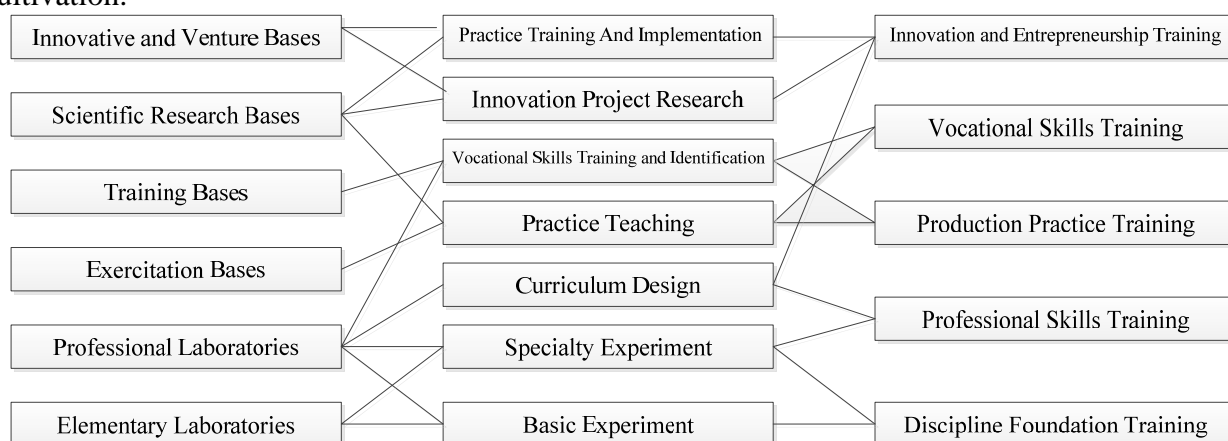 ultivation.
Innovative and Venture Bases
Practice Training And Implementation
Innovation and Entrepreneurship Training
Scientific Research Bases
Innovation Project Research
Vocational Skills Training
Training Bases
Vocational Skills Training and Identification
Production Practice Training
Exercitation Bases
Practice Teaching
Professional Skills Training
Professional Laboratories
Curriculum Design
Discipline Foundation Training
Elementary Laboratories
Specialty Experiment
Basic Experiment